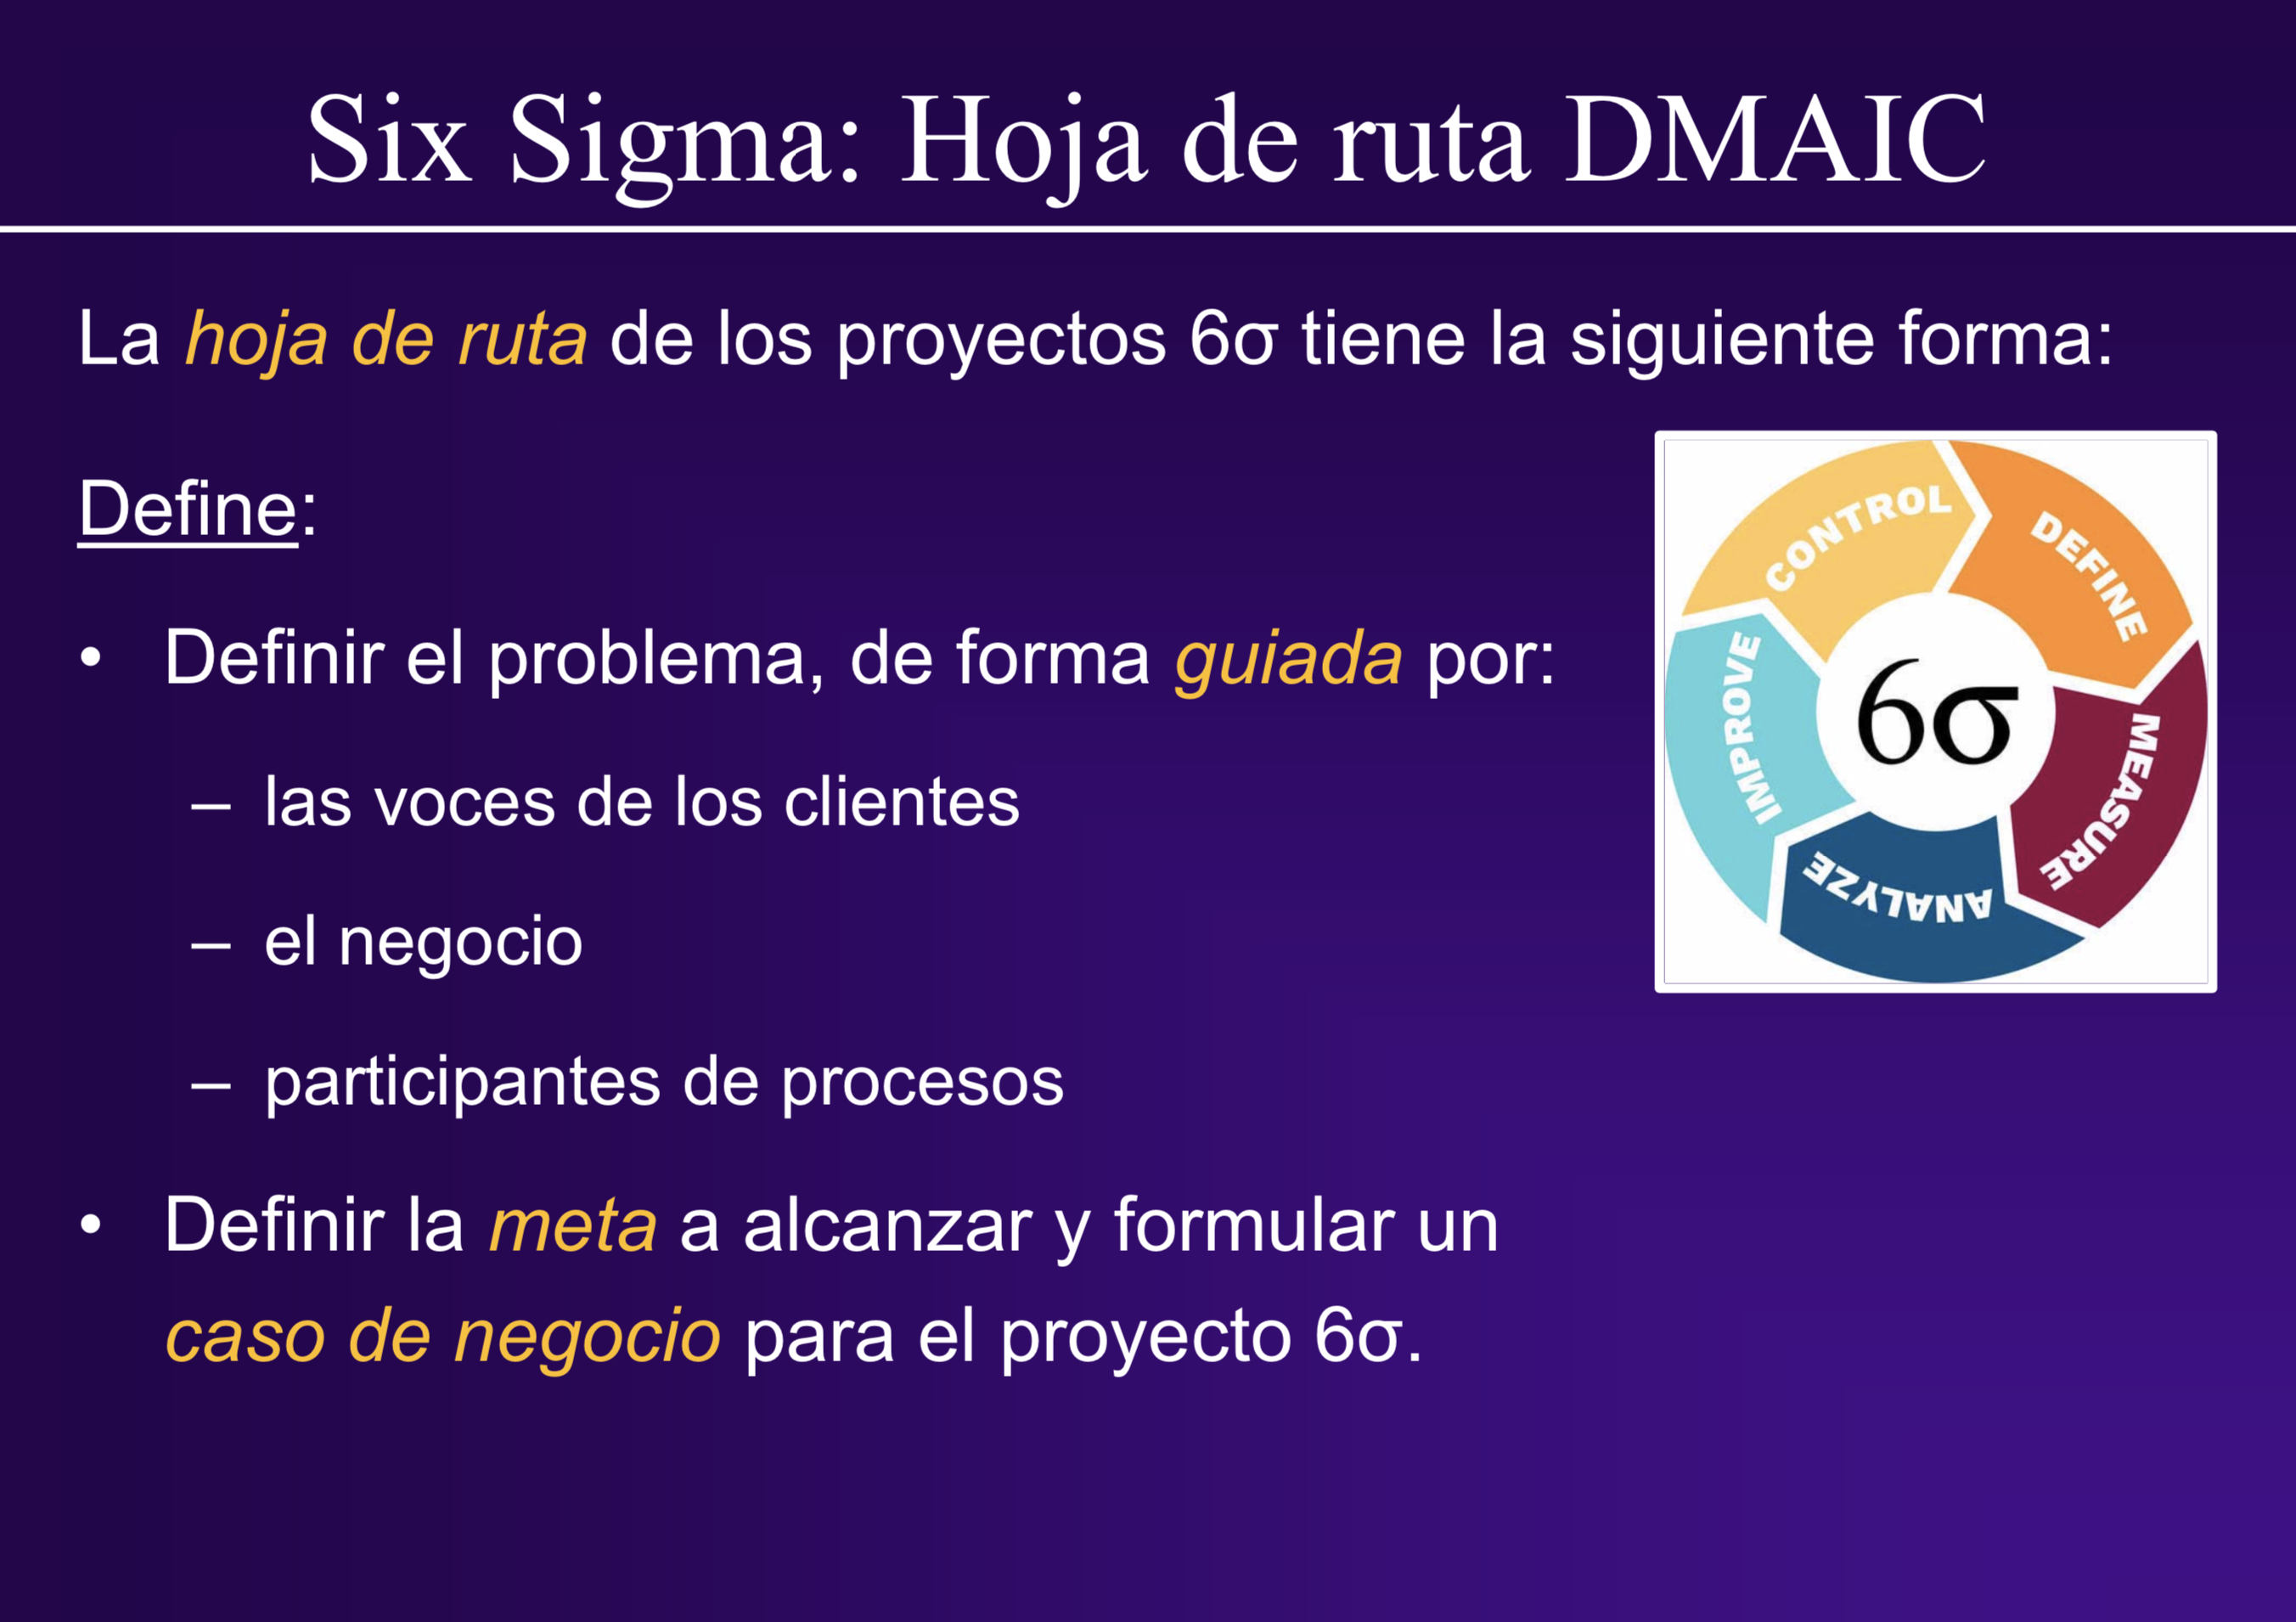 Six Sigma: Hoja de ruta DMAIC
La hoja de ruta de los proyectos 6σ tiene la siguiente forma:
Define:
• Definir el problema, de forma guiada por:
– las voces de los clientes
– el negocio
– participantes de procesos
• Definir la meta a alcanzar y formular un
caso de negocio para el proyecto 6σ.
DEFINE
MEASURE
ANALYZE
IMPROVE
CONTROL
6σ